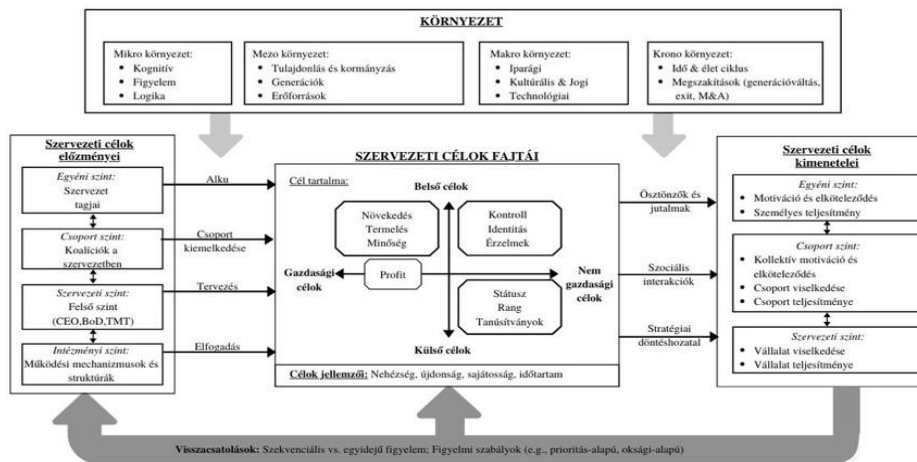 KÖRNYEZET
Mikro környezet:
• Kognitív
• Figyelem
• Logika
Mezo környezet:
• Tulajdonlás és kormányzás
• Generációk
• Erőforrások
Makro környezet:
• Iparági
• Kultúrális & Jogi
• Technológiai
Krono környezet:
• Idő & élet ciklus
• Megszakítások (generációváltás,
exit, M&A)
Szervezeti célok
előzményei
Egyéni szint:
Szervezet
tagjai
Csoport szint:
Koalíciók a
szervezetben
Szervezeti szint:
Felső szint
(CEO,BoD,TMT)
Intézményi szint:
Működési mechanizmusok és
struktúrák
Alku
Csoport
kiemelkedése
Tervezés
Elfogadás
SZERVEZETI CÉLOK FAJTÁI
Cél tartalma:
Belső célok
Növekedés
Termelés
Minőség
Kontroll
Identitás
Érzelmek
Gazdasági
célok
Profit
Nem
gazdasági
célok
Státusz
Rang
Tanúsítványok
Külső célok
Célok jellemzői: Nehézség, újdonság, sajátosság, időtartam
Ösztönzők és
jutalmak
Szociális
interakciók
Stratégiai
döntéshozatal
Szervezeti célok
kimenetelei
Egyéni szint:
• Motiváció és elköteleződés
• Személyes teljesítmény
Csoport szint:
• Kollektív motiváció és
elköteleződés
• Csoport viselkedése
• Csoport teljesítménye
Szervezeti szint:
• Vállalat viselkedése
• Vállalat teljesítménye
Visszacsatolások: Szekvenciális vs. egyidejű figyelem; Figyelmi szabályok (e.g., prioritás-alapú, oksági-alapú)